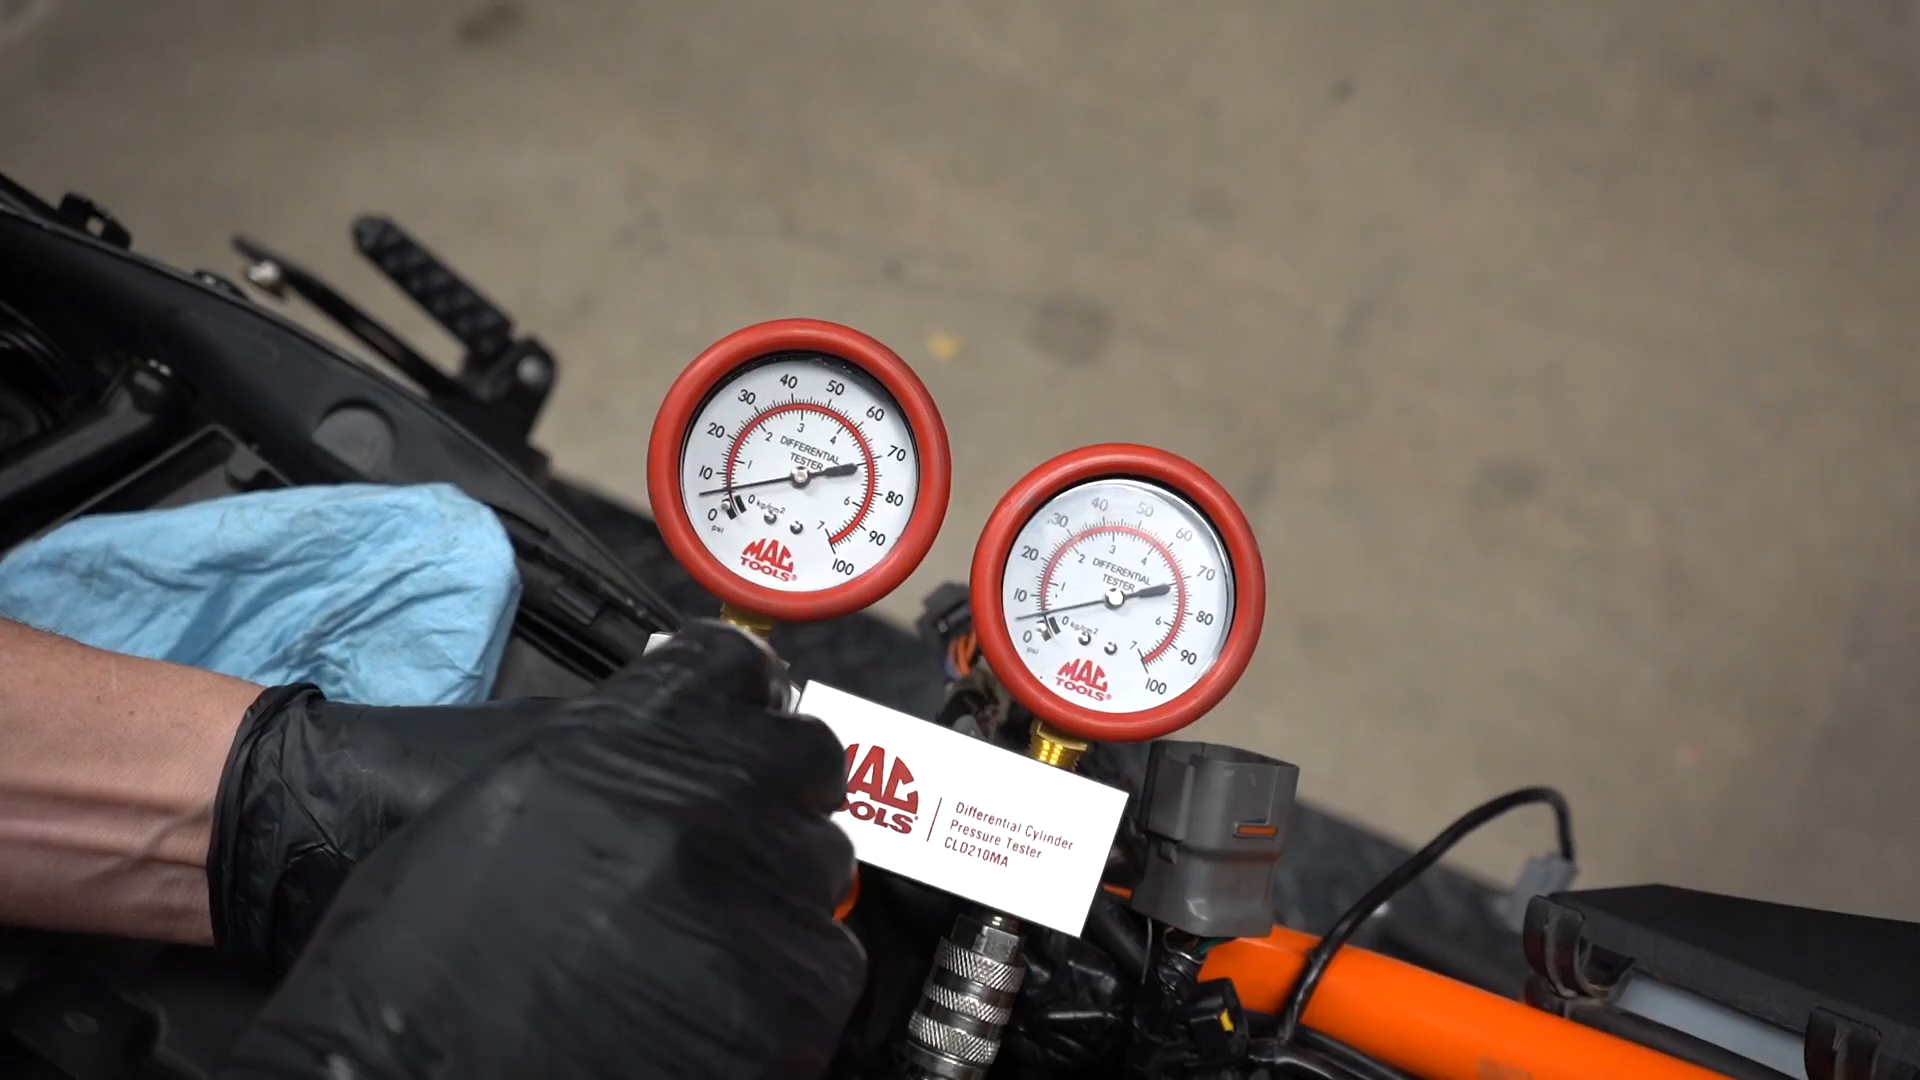 0 10 20 30 40 50 60 70 80 90 100
psi
0 1 2 3 4 6 7
kg/cm²
DIFFERENTIAL
TESTER
MAC
TOOLS®
0 10 20 30 40 50 60 70 80 90 100
psi
0 1 2 3 4 6 7
kg/cm²
DIFFERENTIAL
TESTER
MAC
TOOLS®
MAC
TOOLS
Differential Cylinder
Pressure Tester
CLD210MA